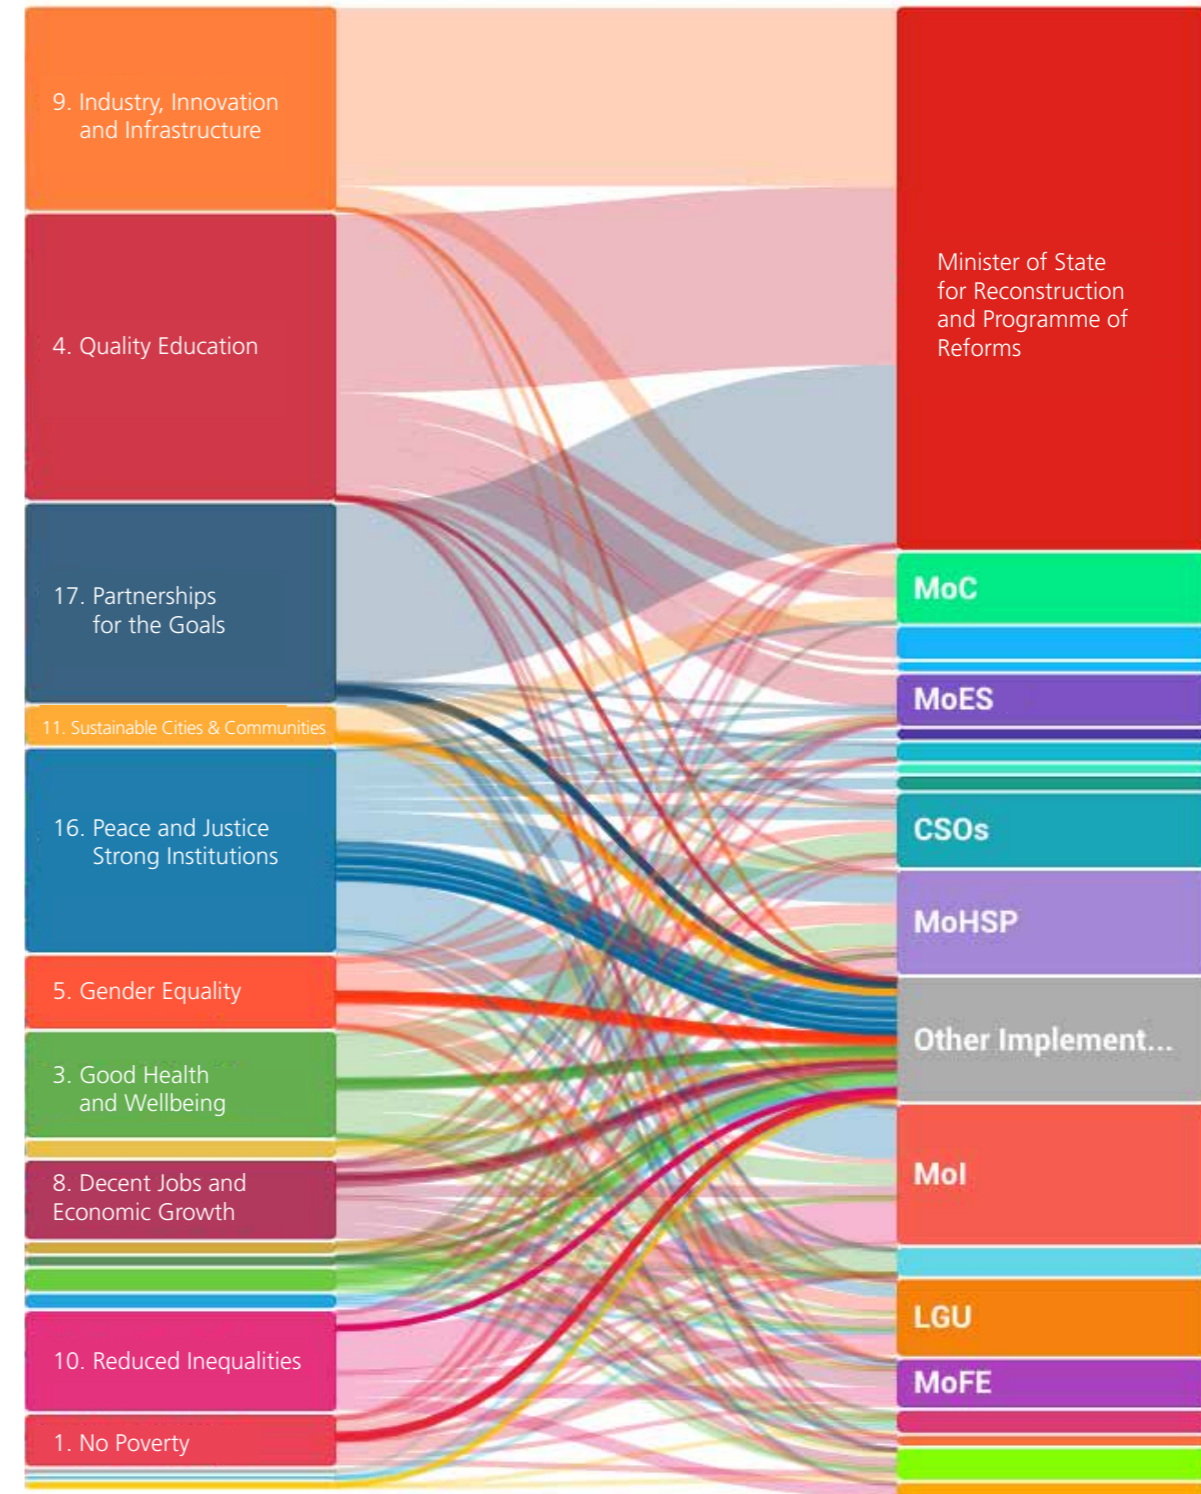 9. Industry, Innovation
and Infrastructure
4. Quality Education
17. Partnerships
for the Goals
11. Sustainable Cities & Communities
16. Peace and Justice
Strong Institutions
5. Gender Equality
3. Good Health
and Wellbeing
8. Decent Jobs and
Economic Growth
10. Reduced Inequalities
1. No Poverty
Minister of State
for Reconstruction
and Programme of
Reforms
MoC
MoES
CSOs
MoHSP
Other Implement...
MoI
LGU
MoFE